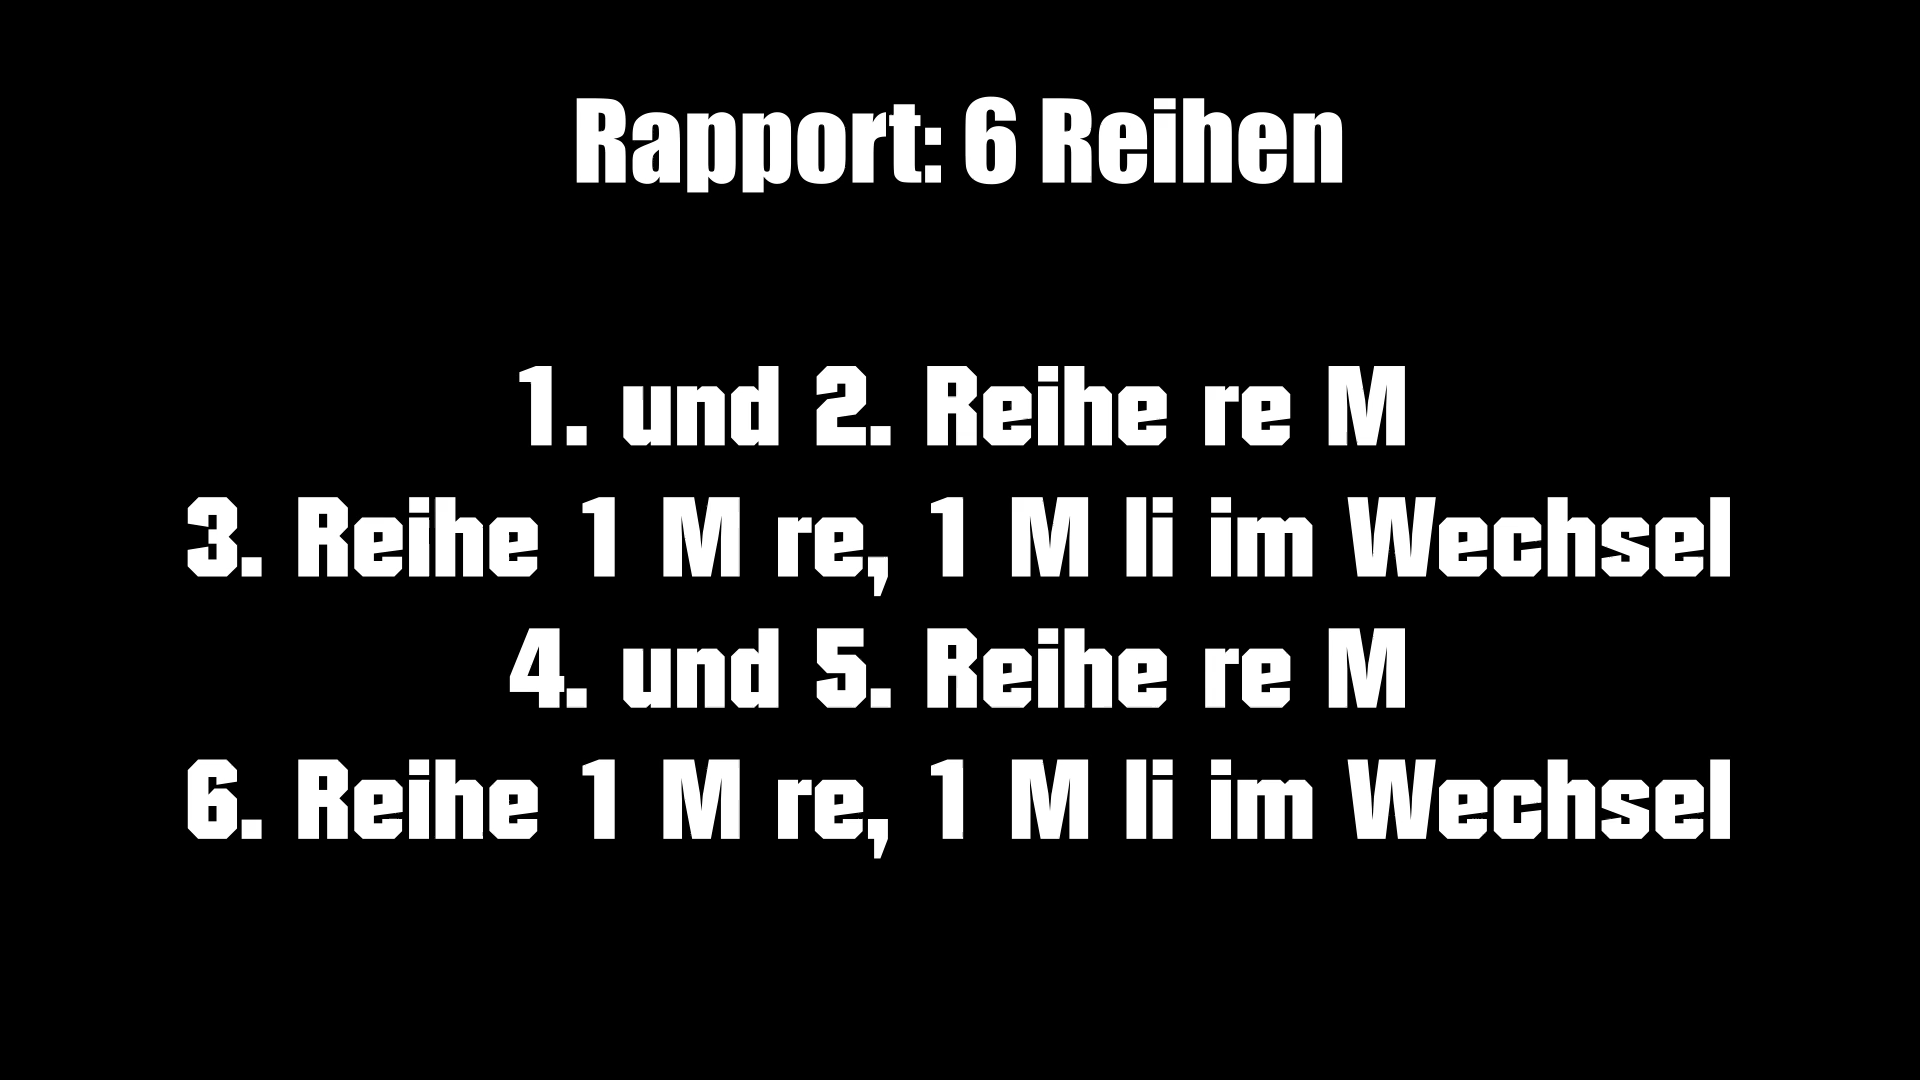 Rapport: 6 Reihen
1. und 2. Reihe re M
3. Reihe 1 M re, 1 M li im Wechsel
4. und 5. Reihe re M
6. Reihe 1 M re, 1 M li im Wechsel